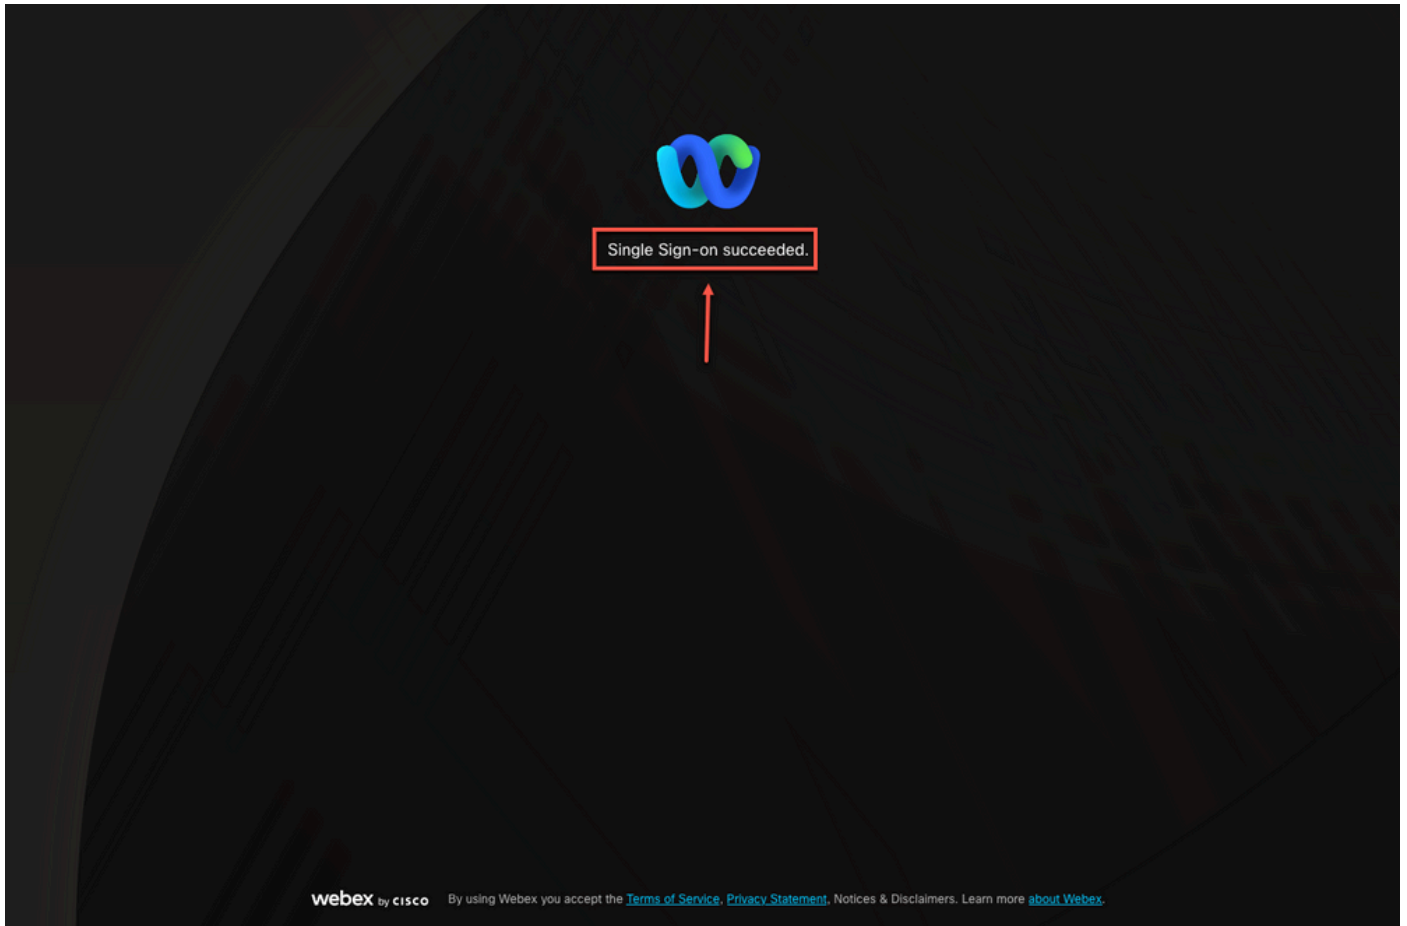 Single Sign-on succeeded.
webex by CISCO By using Webex you accept the Terms of Service, Privacy Statement, Notices & Disclaimers. Learn more about Webex.